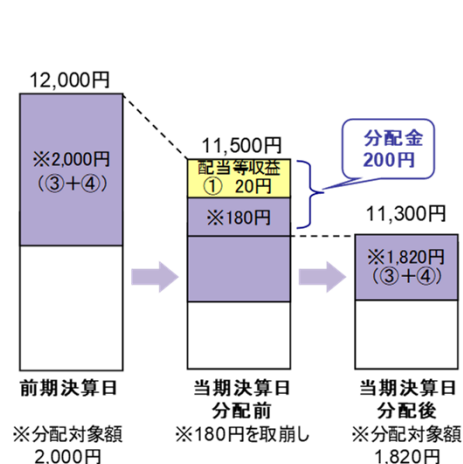 12,000円
※2,000円
(③+④)
前期決算日
※分配対象額
2,000円
11,500円
配当等収益
① 20円
※180円
分配金
200円
当期決算日
分配前
※180円を取崩し
11,300円
※1,820円
(③+④)
当期決算日
分配後
※分配対象額
1,820円